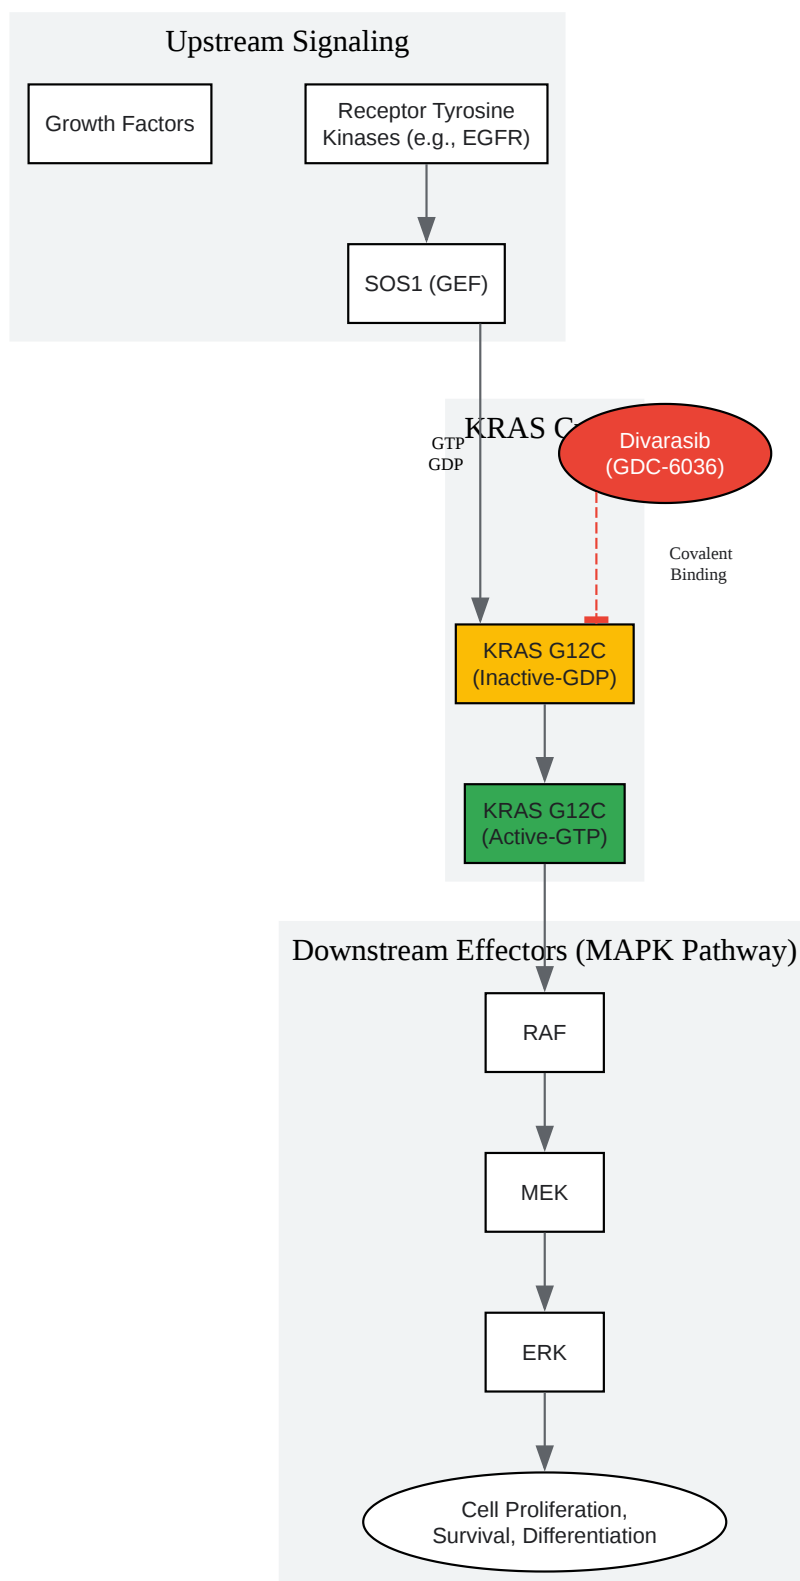 Upstream Signaling
Growth Factors
Receptor Tyrosine
Kinases (e.g., EGFR)
SOS1 (GEF)
KRAS
GTP
GDP
Divarasib
(GDC-6036)
Covalent
Binding
KRAS G12C
(Inactive-GDP)
KRAS G12C
(Active-GTP)
Downstream Effectors (MAPK Pathway)
RAF
MEK
ERK
Cell Proliferation,
Survival, Differentiation